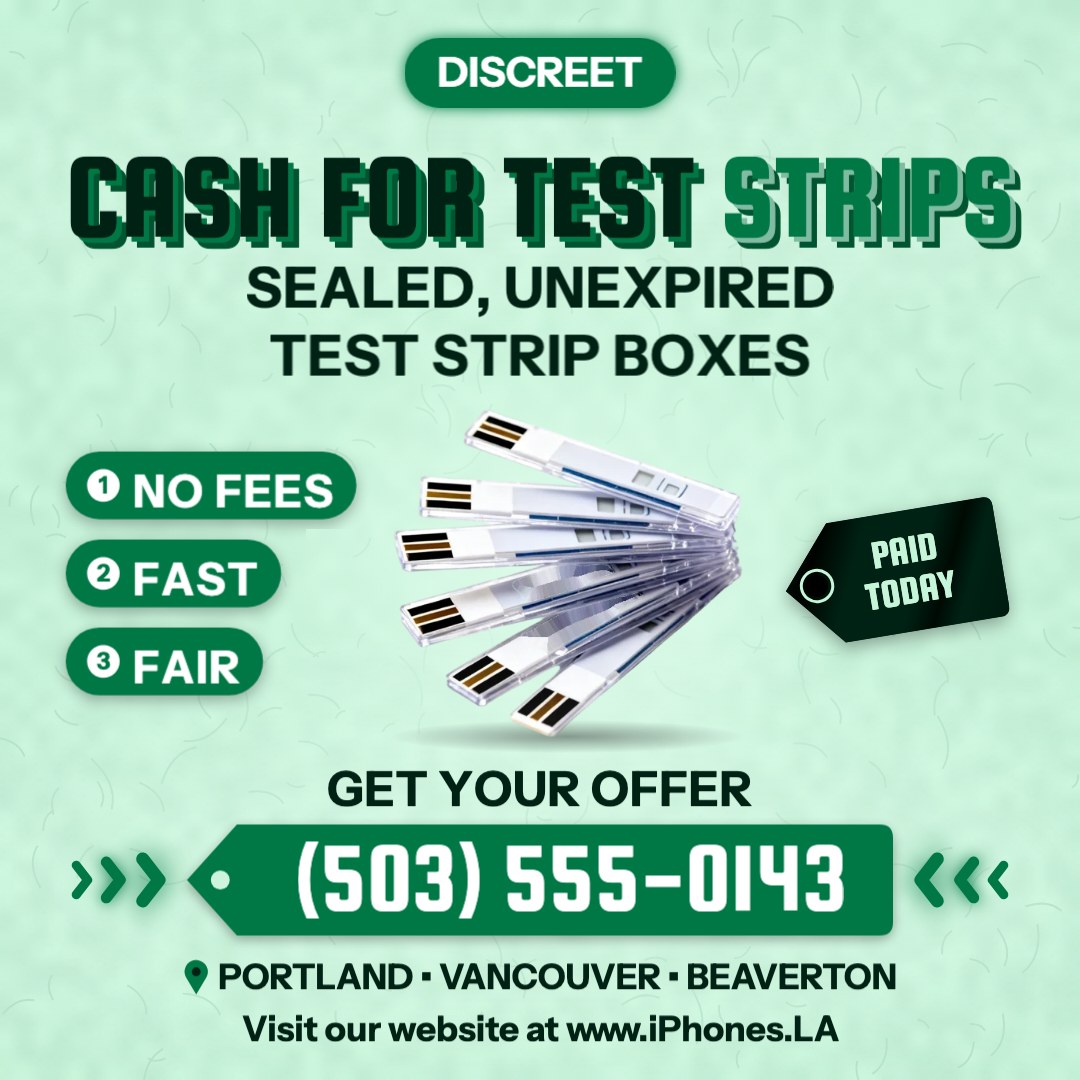 DISCREET
CASH FOR TEST STRIPS
SEALED, UNEXPIRED
TEST STRIP BOXES
1 NO FEES
2 FAST
3 FAIR
PAID
TODAY
GET YOUR OFFER
(503) 555-0143
PORTLAND ▪ VANCOUVER ▪ BEAVERTON
Visit our website at www.iPhones.LA